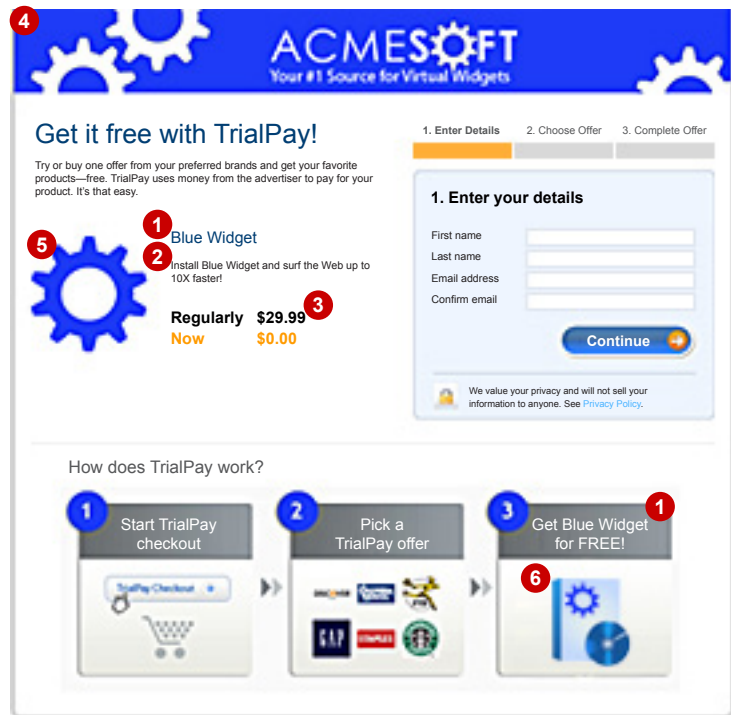 4
ACMESOFT
Your #1 Source for Virtual Widgets
Get it free with TrialPay!
Try or buy one offer from your preferred brands and get your favorite
products—free. TrialPay uses money from the advertiser to pay for your
product. It's that easy.
5
1
Blue Widget
2
Install Blue Widget and surf the Web up to
10X faster!
3
Regularly $29.99
Now $0.00
1. Enter Details 2. Choose Offer 3. Complete Offer
1. Enter your details
First name
Last name
Email address
Confirm email
Continue
We value your privacy and will not sell your
information to anyone. See Privacy Policy.
How does TrialPay work?
1
Start TrialPay
checkout
TrialPay Checkout
2
Pick a
TrialPay offer
DISCOVER
GAP
STAPLES
3
1
Get Blue Widget
for FREE!
6